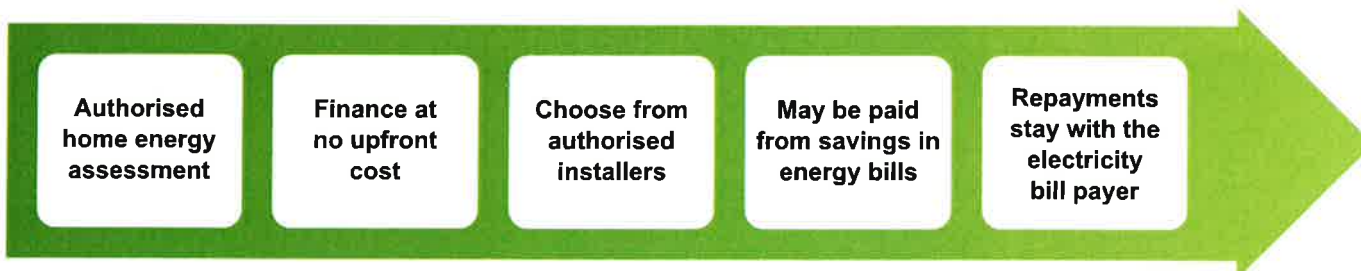 Authorised
home energy
assessment
Finance at
no upfront
cost
Choose from
authorised
installers
May be paid
from savings in
energy bills
Repayments
stay with the
electricity
bill payer